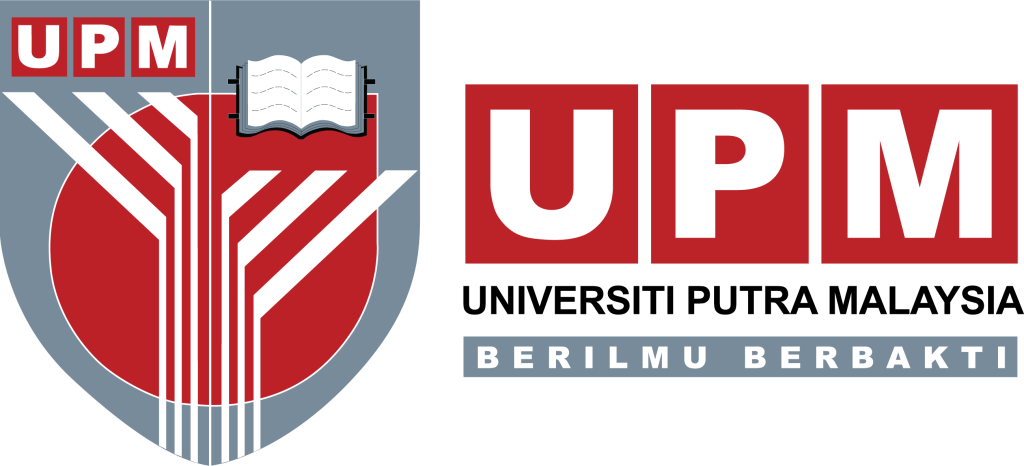 UPM
UPM
UNIVERSITI PUTRA MALAYSIA
BERILMU BERBAKTI